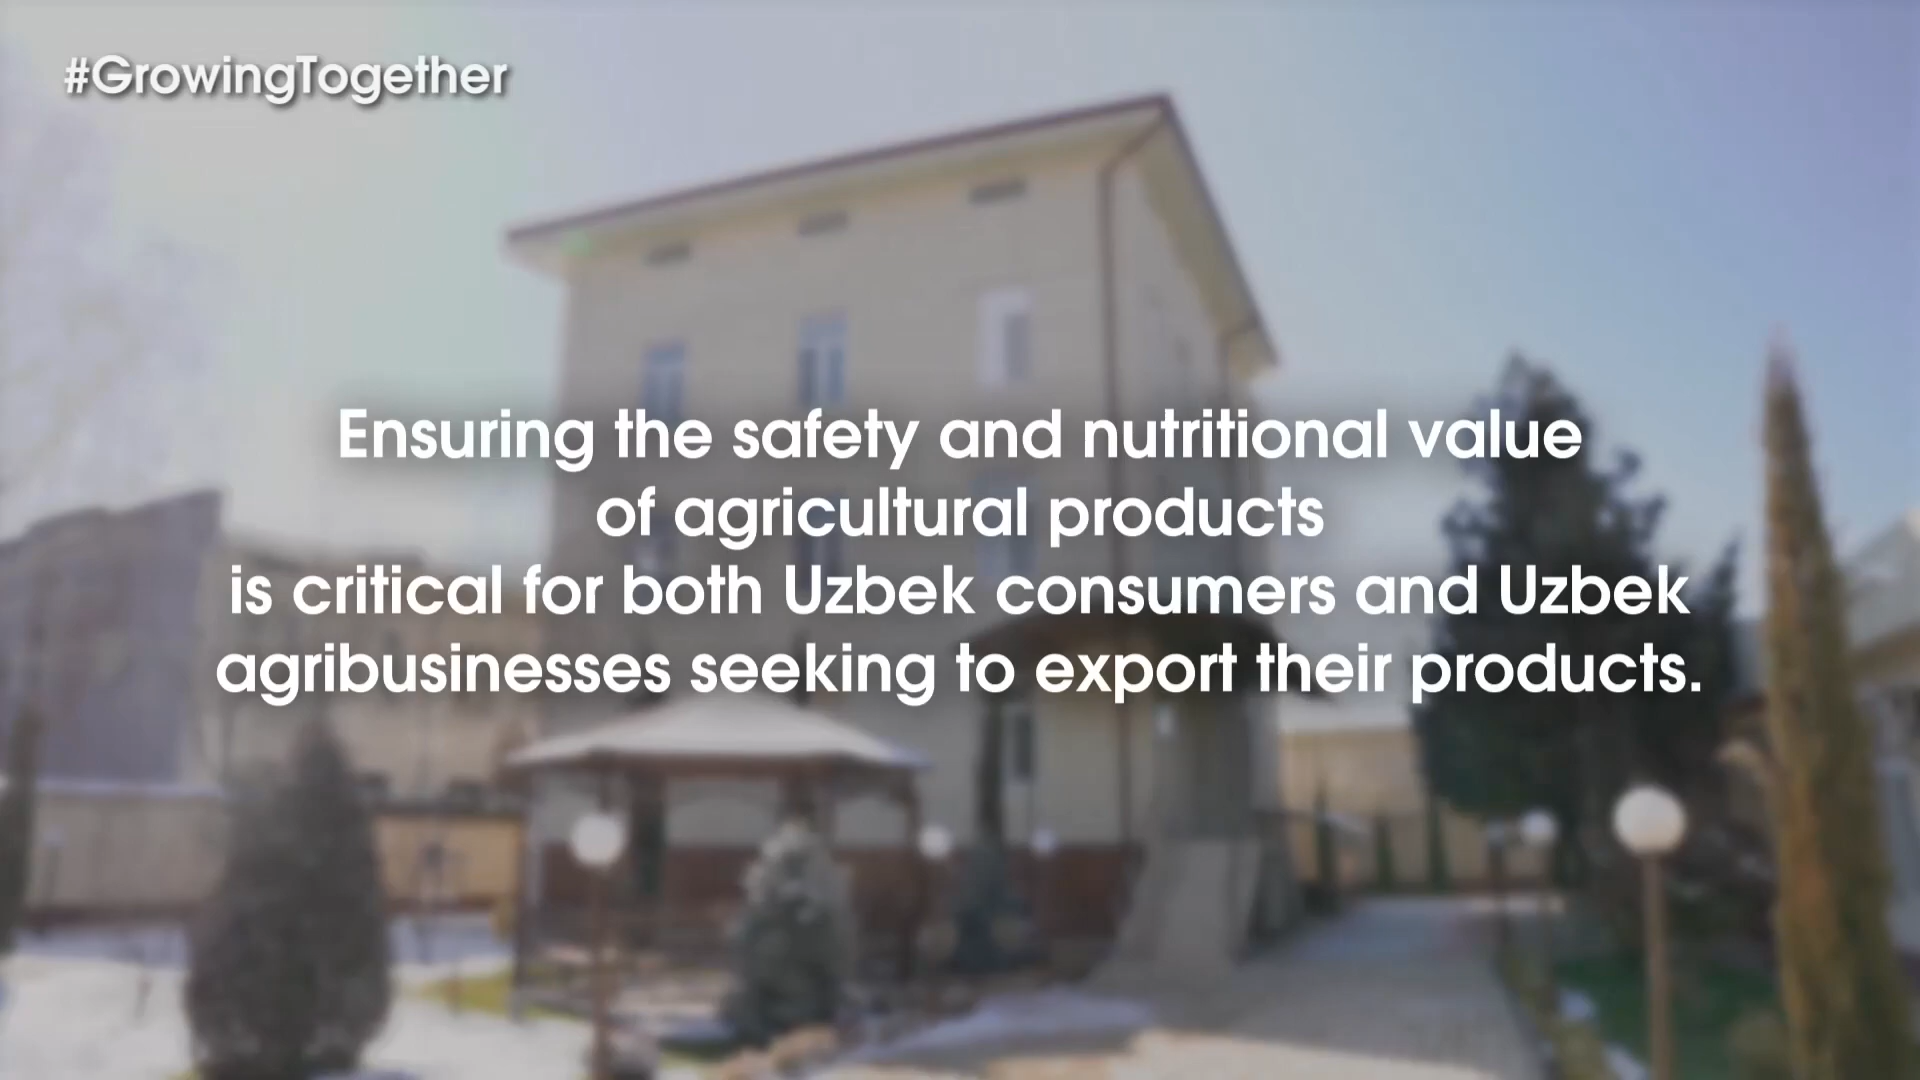 #GrowingTogether
Ensuring the safety and nutritional value
of agricultural products
is critical for both Uzbek consumers and Uzbek
agribusinesses seeking to export their products.